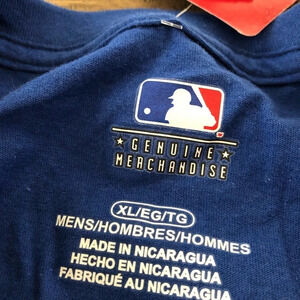 GENUINE
MERCHANDISE
XL/EG/TG
MENS/HOMBRES/HOMMES
MADE IN NICARAGUA
HECHO EN NICARAGUA
FABRIQUÉ AU NICARAGUA